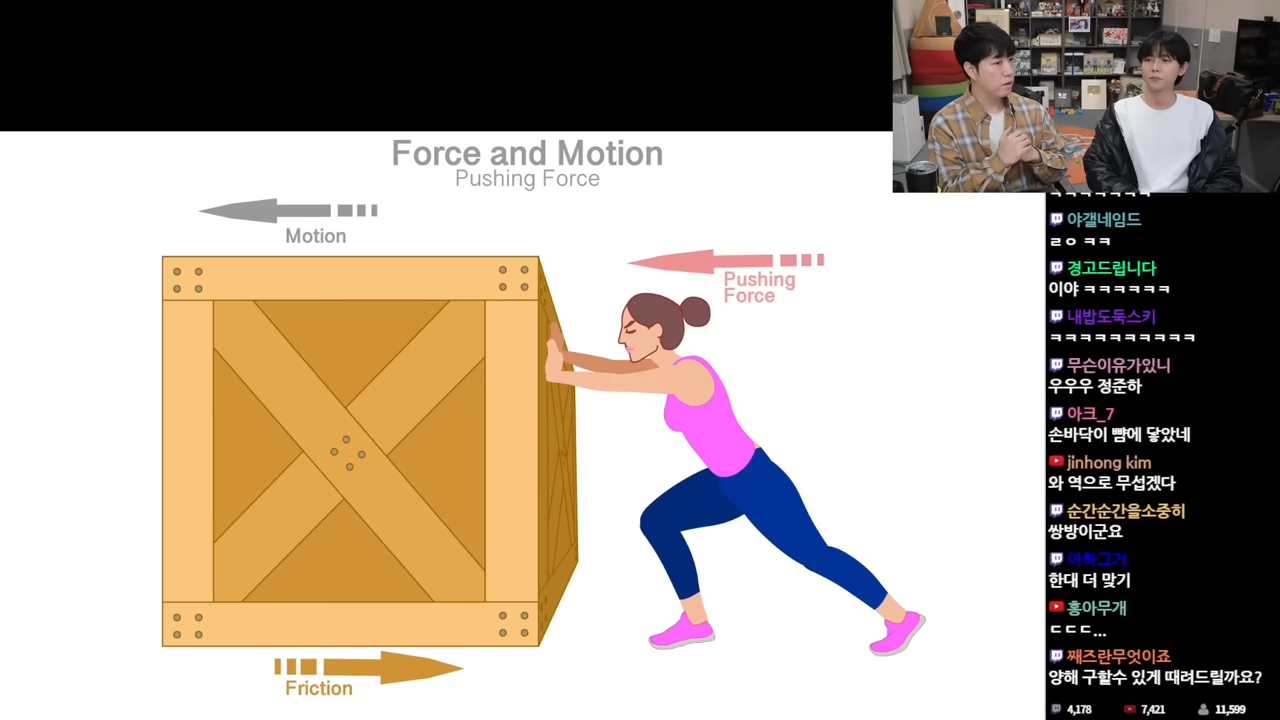 Force and Motion
Pushing Force
Motion
Pushing
Force
Friction
야갤네임드
ㄹㅇ ㅋㅋ
경고드립니다
이야 ㅋㅋㅋㅋㅋㅋ
내밥도둑스키
ㅋㅋㅋㅋㅋㅋㅋㅋㅋㅋ
무슨이유가있니
우우우 정준하
아크_7
손바닥이 뺨에 닿았네
jinhong kim
와 역으로 무섭겠다
순간순간을소중히
쌍방이군요
아하그거
한대 더 맞기
홍아무개
ㄷㄷㄷ...
째즈란무엇이죠
양해 구할수 있게 때려드릴까요?
4,178
7,421
11,599